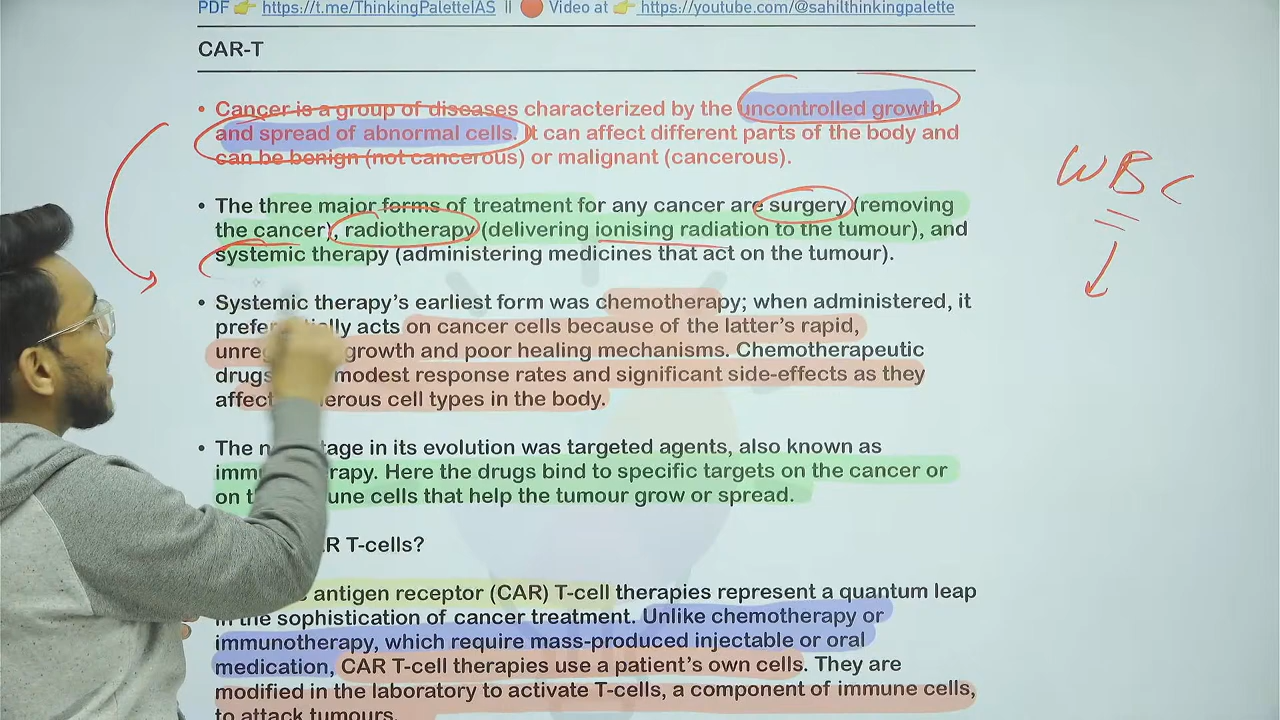 PDF 👉 https://t.me/ThinkingPaletteIAS || 🔴 Video at 👉 https://youtube.com/@sahilthinkingpalette
CAR-T
• Cancer is a group of diseases characterized by the uncontrolled growth
and spread of abnormal cells. It can affect different parts of the body and
can be benign (not cancerous) or malignant (cancerous).
WBC
• The three major forms of treatment for any cancer are surgery (removing
the cancer), radiotherapy (delivering ionising radiation to the tumour), and
systemic therapy (administering medicines that act on the tumour).
• Systemic therapy's earliest form was chemotherapy; when administered, it
acts on cancer cells because of the latter's rapid,
growth and poor healing mechanisms. Chemotherapeutic
drugs modest response rates and significant side-effects as they
affect cell types in the body.
• The in its evolution was targeted agents, also known as
Here the drugs bind to specific targets on the cancer or
on cells that help the tumour grow or spread.
T-cells?
antigen receptor (CAR) T-cell therapies represent a quantum leap
the sophistication of cancer treatment. Unlike chemotherapy or
immunotherapy, which require mass-produced injectable or oral
medication, CAR T-cell therapies use a patient's own cells. They are
modified in the laboratory to activate T-cells, a component of immune cells,
to attack tumours.